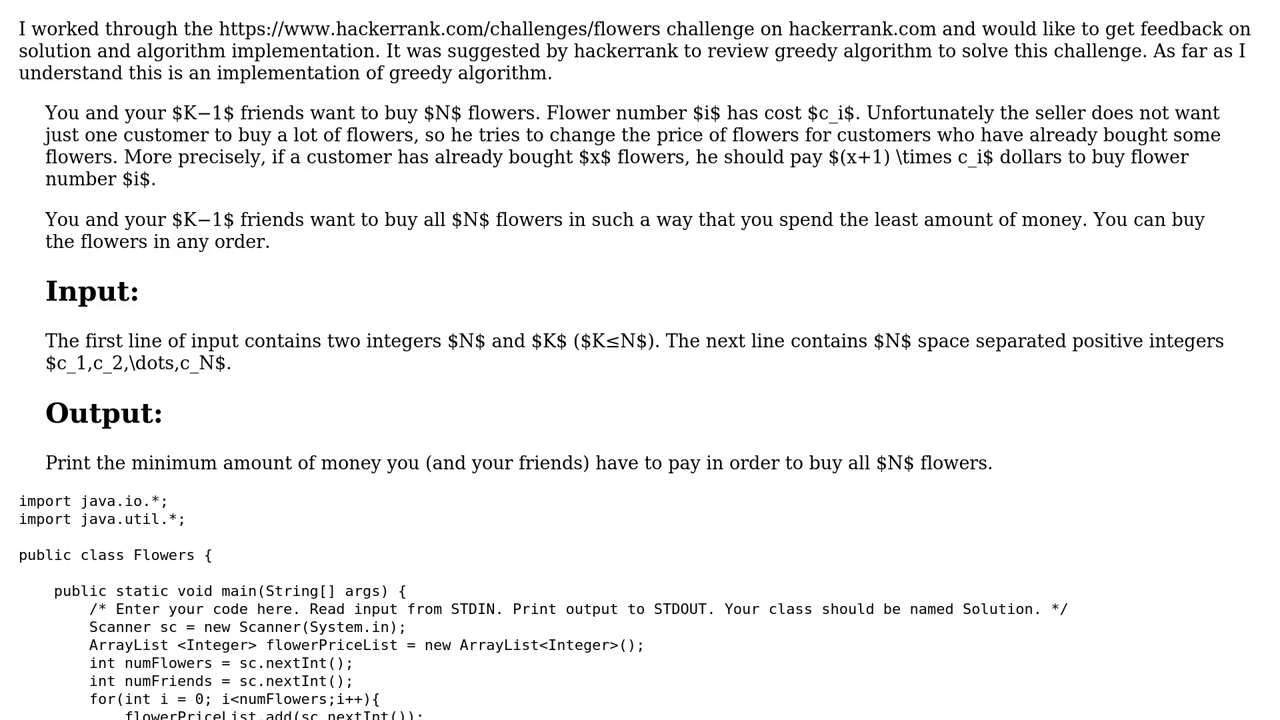 I worked through the https://www.hackerrank.com/challenges/flowers challenge on hackerrank.com and would like to get feedback on
solution and algorithm implementation. It was suggested by hackerrank to review greedy algorithm to solve this challenge. As far as I
understand this is an implementation of greedy algorithm.
You and your $K−1$ friends want to buy $N$ flowers. Flower number $i$ has cost $c_i$. Unfortunately the seller does not want
just one customer to buy a lot of flowers, so he tries to change the price of flowers for customers who have already bought some
flowers. More precisely, if a customer has already bought $x$ flowers, he should pay $(x+1) \times c_i$ dollars to buy flower
number $i$.
You and your $K−1$ friends want to buy all $N$ flowers in such a way that you spend the least amount of money. You can buy
the flowers in any order.
Input:
The first line of input contains two integers $N$ and $K$ ($K≤N$). The next line contains $N$ space separated positive integers
$c_1,c_2,\dots,c_N$.
Output:
Print the minimum amount of money you (and your friends) have to pay in order to buy all $N$ flowers.
import java.io.*;
import java.util.*;
public class Flowers {
public static void main(String[] args) {
/* Enter your code here. Read input from STDIN. Print output to STDOUT. Your class should be named Solution. */
Scanner sc = new Scanner(System.in);
ArrayList <Integer> flowerPriceList = new ArrayList<Integer>();
int numFlowers = sc.nextInt();
int numFriends = sc.nextInt();
for(int i = 0; i<numFlowers;i++){
flowerPriceList.add(sc.nextInt());